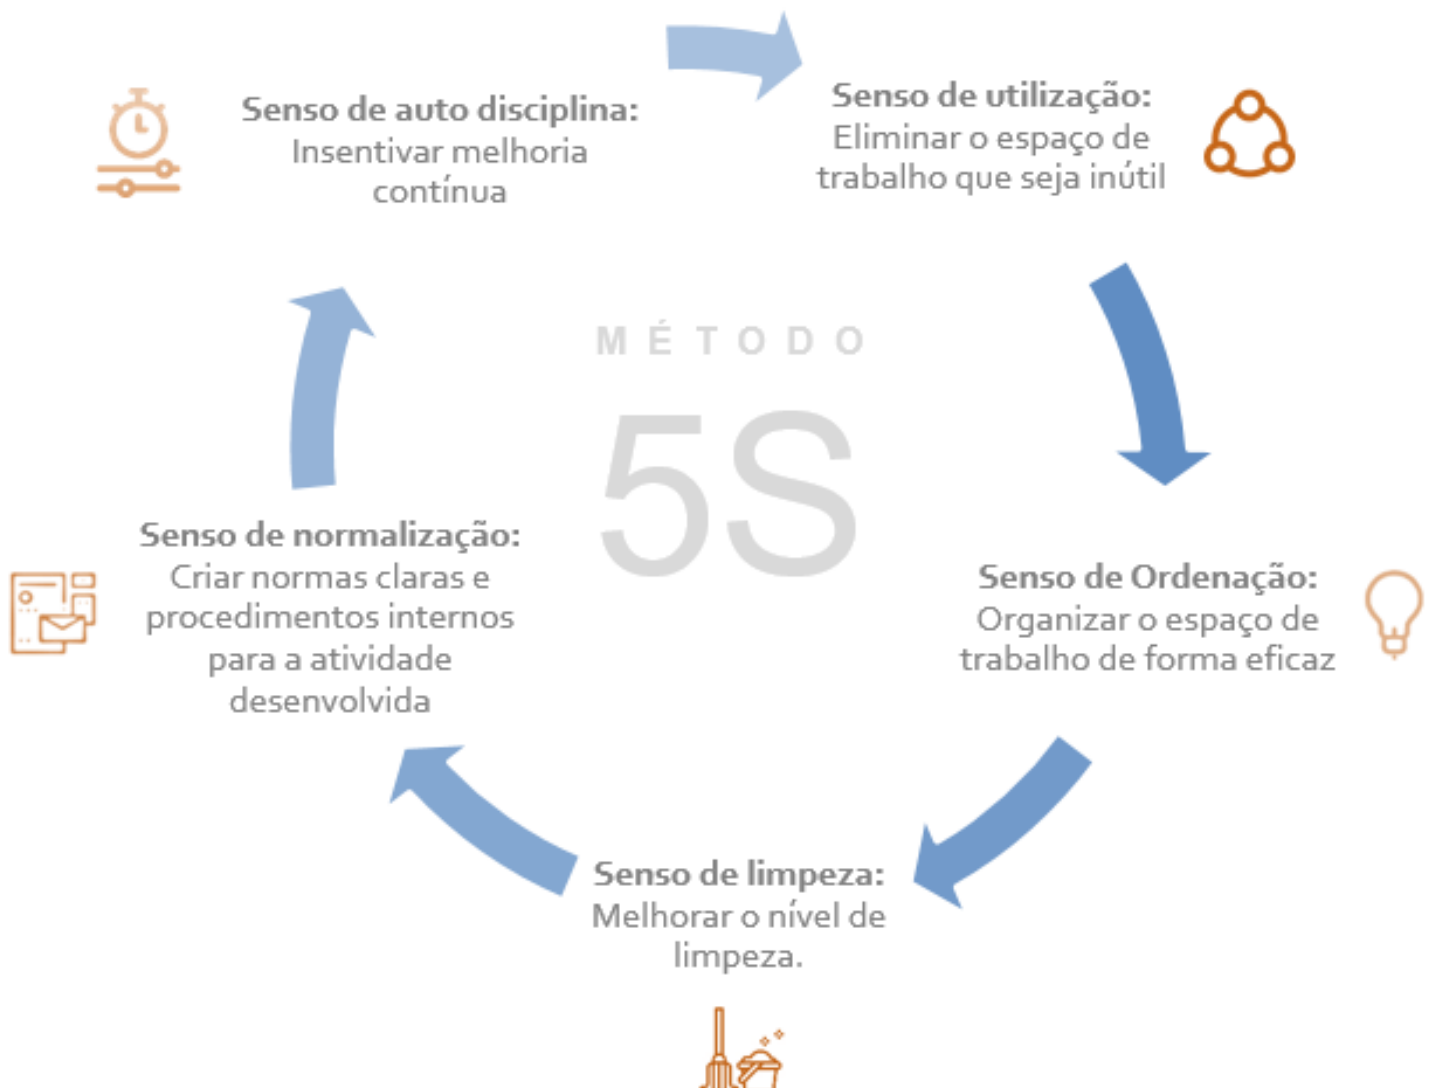 Senso de auto disciplina:
Insentivar melhoria
contínua
Senso de utilização:
Eliminar o espaço de
trabalho que seja inútil
MÉTODO
5S
Senso de normalização:
Criar normas claras e
procedimentos internos
para a atividade
desenvolvida
Senso de Ordenação:
Organizar o espaço de
trabalho de forma eficaz
Senso de limpeza:
Melhorar o nível de
limpeza.